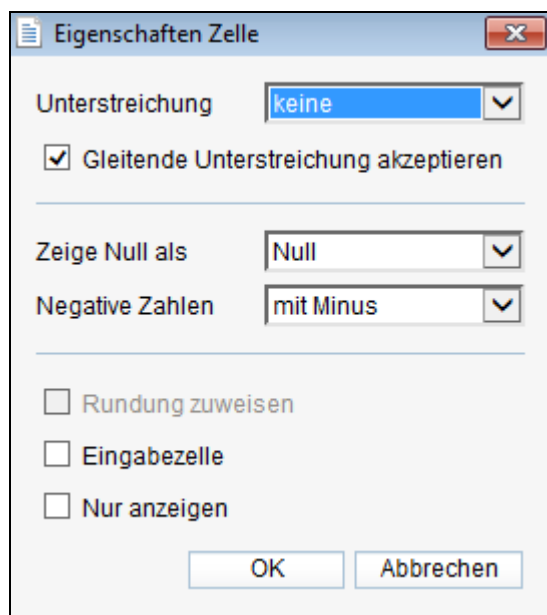 Eigenschaften Zelle
Unterstreichung keine
Gleitende Unterstreichung akzeptieren
Zeige Null als Null
Negative Zahlen mit Minus
Rundung zuweisen
Eingabezelle
Nur anzeigen
OK Abbrechen